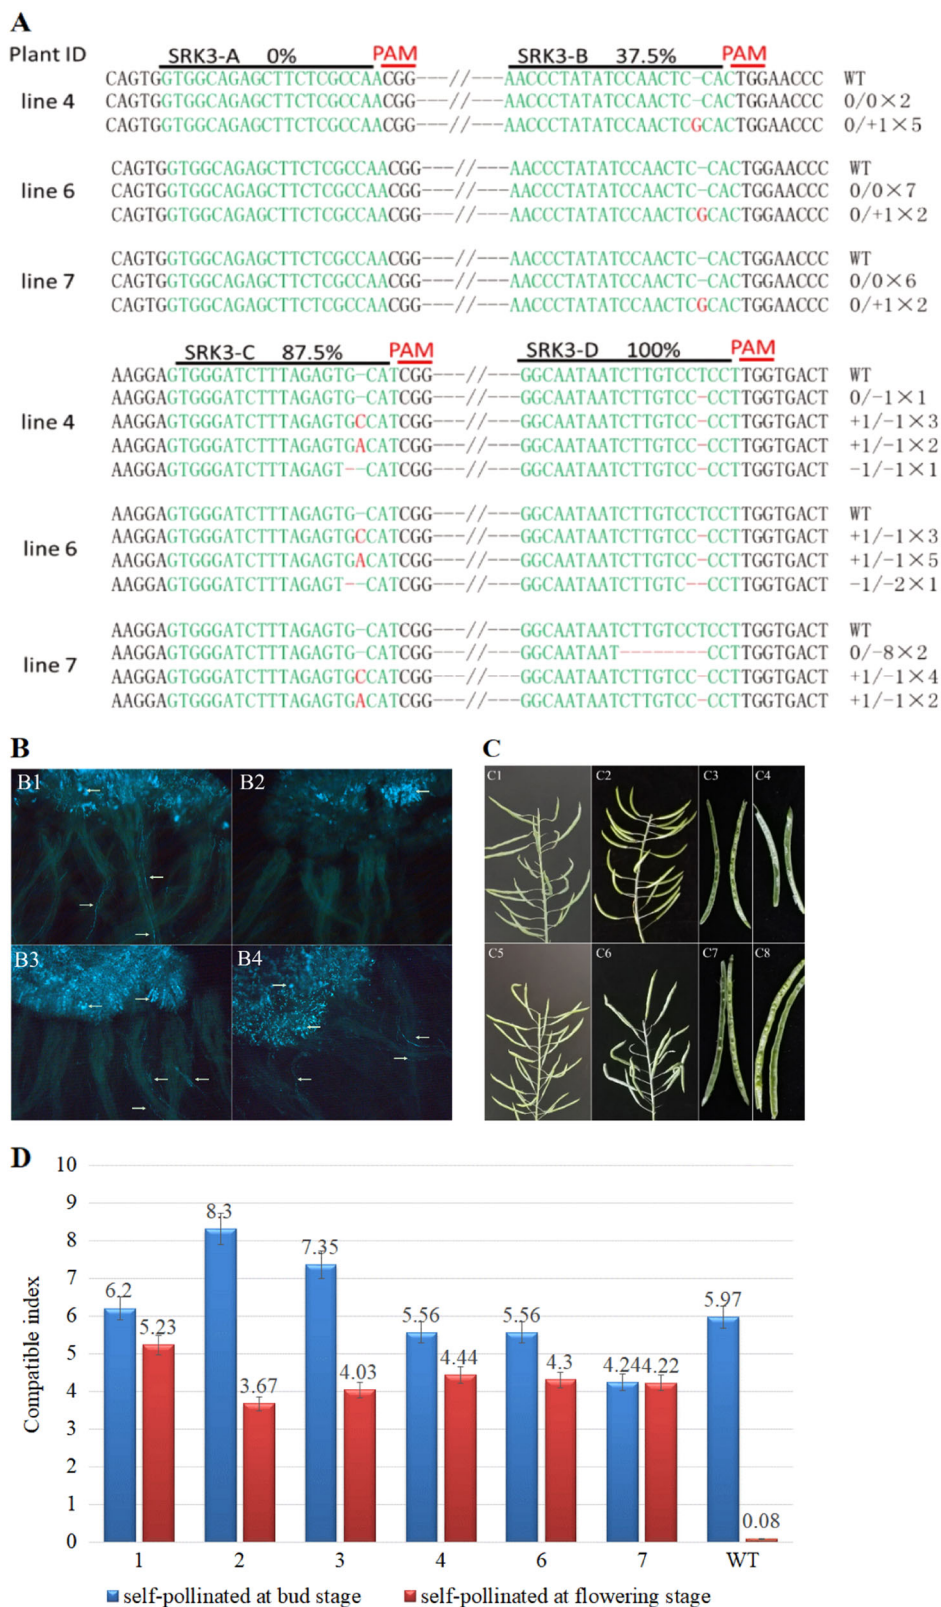 A
Plant ID
SRK3-A 0% PAM SRK3-B 37.5% PAM
CAGTGGTGGCAGAGCTTCTCGCCAACGG---//---AACCCTATATCCAACTC-CACTGGAACCC WT
line 4 CAGTGGTGGCAGAGCTTCTCGCCAACGG---//---AACCCTATATCCAACTC-CACTGGAACCC 0/0×2
CAGTGGTGGCAGAGCTTCTCGCCAACGG---//---AACCCTATATCCAACTCGCACTGGAACCC 0/+1×5
CAGTGGTGGCAGAGCTTCTCGCCAACGG---//---AACCCTATATCCAACTC-CACTGGAACCC WT
line 6 CAGTGGTGGCAGAGCTTCTCGCCAACGG---//---AACCCTATATCCAACTC-CACTGGAACCC 0/0×7
CAGTGGTGGCAGAGCTTCTCGCCAACGG---//---AACCCTATATCCAACTCGCACTGGAACCC 0/+1×2
CAGTGGTGGCAGAGCTTCTCGCCAACGG---//---AACCCTATATCCAACTC-CACTGGAACCC WT
line 7 CAGTGGTGGCAGAGCTTCTCGCCAACGG---//---AACCCTATATCCAACTC-CACTGGAACCC 0/0×6
CAGTGGTGGCAGAGCTTCTCGCCAACGG---//---AACCCTATATCCAACTCGCACTGGAACCC 0/+1×2
SRK3-C 87.5% PAM SRK3-D 100% PAM
AAGGAGTGGGATCTTTAGAGTG-CATCGG---//---GGCAATAATCTTGTCCTCCTTGGTGACT WT
AAGGAGTGGGATCTTTAGAGTG-CATCGG---//---GGCAATAATCTTGTCC-CCTTGGTGACT 0/-1×1
line 4 AAGGAGTGGGATCTTTAGAGTGCCATCGG---//---GGCAATAATCTTGTCC-CCTTGGTGACT +1/-1×3
AAGGAGTGGGATCTTTAGAGTGACATCGG---//---GGCAATAATCTTGTCC-CCTTGGTGACT +1/-1×2
AAGGAGTGGGATCTTTAGAGT--CATCGG---//---GGCAATAATCTTGTCC-CCTTGGTGACT -1/-1×1
AAGGAGTGGGATCTTTAGAGTG-CATCGG---//---GGCAATAATCTTGTCCTCCTTGGTGACT WT
line 6 AAGGAGTGGGATCTTTAGAGTGCCATCGG---//---GGCAATAATCTTGTCC-CCTTGGTGACT +1/-1×3
AAGGAGTGGGATCTTTAGAGTGACATCGG---//---GGCAATAATCTTGTCC-CCTTGGTGACT +1/-1×5
AAGGAGTGGGATCTTTAGAGT--CATCGG---//---GGCAATAATCTTGTC--CCTTGGTGACT -1/-2×1
AAGGAGTGGGATCTTTAGAGTG-CATCGG---//---GGCAATAATCTTGTCCTCCTTGGTGACT WT
line 7 AAGGAGTGGGATCTTTAGAGTG-CATCGG---//---GGCAATAAT--------CCTTGGTGACT 0/-8×2
AAGGAGTGGGATCTTTAGAGTGCCATCGG---//---GGCAATAATCTTGTCC-CCTTGGTGACT +1/-1×4
AAGGAGTGGGATCTTTAGAGTGACATCGG---//---GGCAATAATCTTGTCC-CCTTGGTGACT +1/-1×2
B
B1 B2
B3 B4
C
C1 C2 C3 C4
C5 C6 C7 C8
D
Compatible index
10
9
8
7
6
5
4
3
2
1
0
6.2 5.23 8.3 3.67 7.35 4.03 5.56 4.44 5.56 4.3 4.24 4.22 5.97 0.08
1 2 3 4 6 7 WT
self-pollinated at bud stage self-pollinated at flowering stage